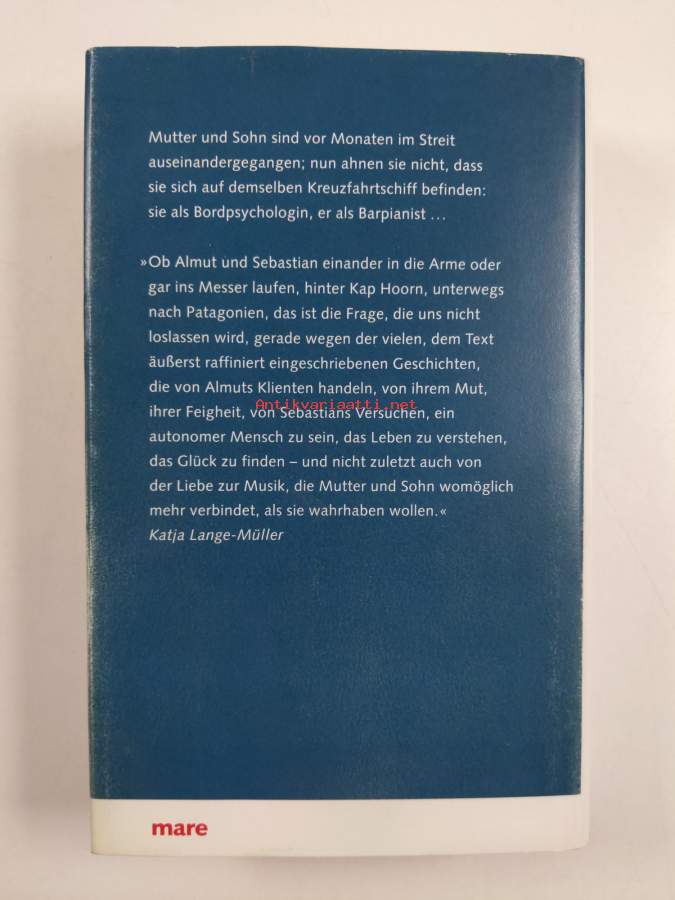 Mutter und Sohn sind vor Monaten im Streit
auseinandergegangen; nun ahnen sie nicht, dass
sie sich auf demselben Kreuzfahrtschiff befinden:
sie als Bordpsychologin, er als Barpianist ...
»Ob Almut und Sebastian einander in die Arme oder
gar ins Messer laufen, hinter Kap Hoorn, unterwegs
nach Patagonien, das ist die Frage, die uns nicht
loslassen wird, gerade wegen der vielen, dem Text
äußerst raffiniert eingeschriebenen Geschichten,
die von Almuts Klienten handeln, von ihrem Mut,
Antikvariaatti.net
ihrer Feigheit, von Sebastians Versuchen, ein
autonomer Mensch zu sein, das Leben zu verstehen,
das Glück zu finden – und nicht zuletzt auch von
der Liebe zur Musik, die Mutter und Sohn womöglich
mehr verbindet, als sie wahrhaben wollen.«
Katja Lange-Müller
mare